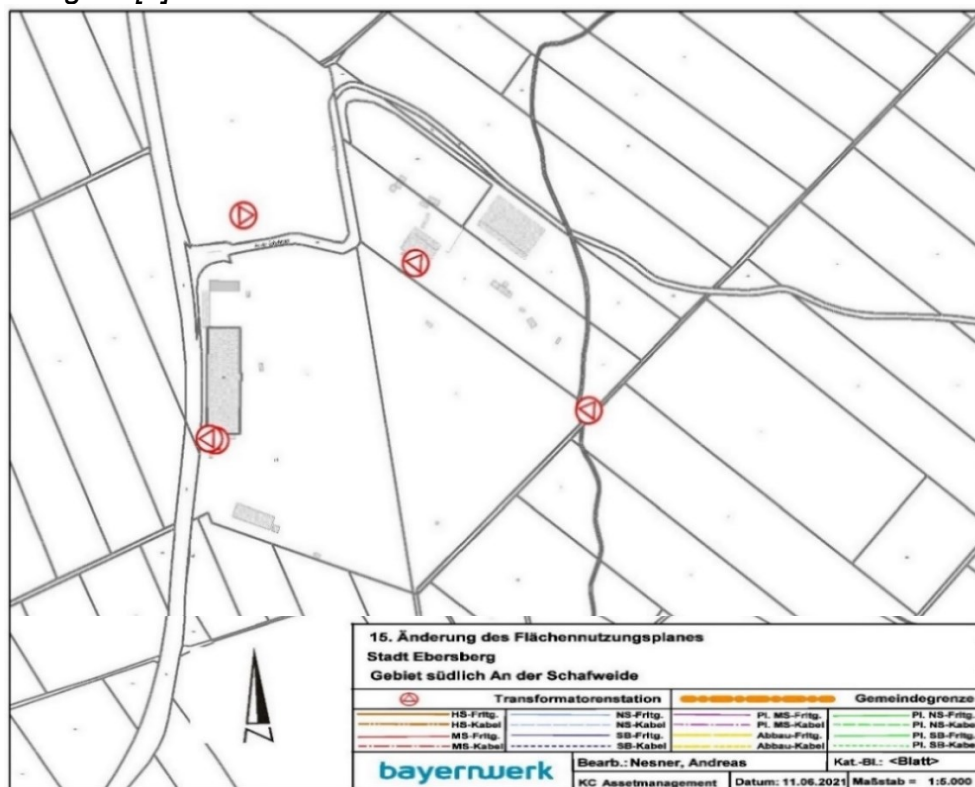 15. Änderung des Flächennutzungsplanes
Stadt Ebersberg
Gebiet südlich An der Schafweide
Transformatorenstation
Gemeindegrenze
HS-Frltg.
HS-Kabel
MS-Frltg.
MS-Kabel
NS-Frltg.
NS-Kabel
SB-Frltg.
SB-Kabel
Pl. MS-Frltg.
Pl. MS-Kabel
Abbau-Frltg.
Abbau-Kabel
Pl. NS-Frltg.
Pl. NS-Kabel
Pl. SB-Frltg.
Pl. SB-Kabel
bayernwerk
Bearb.: Nesner, Andreas
Kat.-Bl.: <Blatt>
KC Assetmanagement
Datum: 11.06.2021
Maßstab = 1:5.000
N